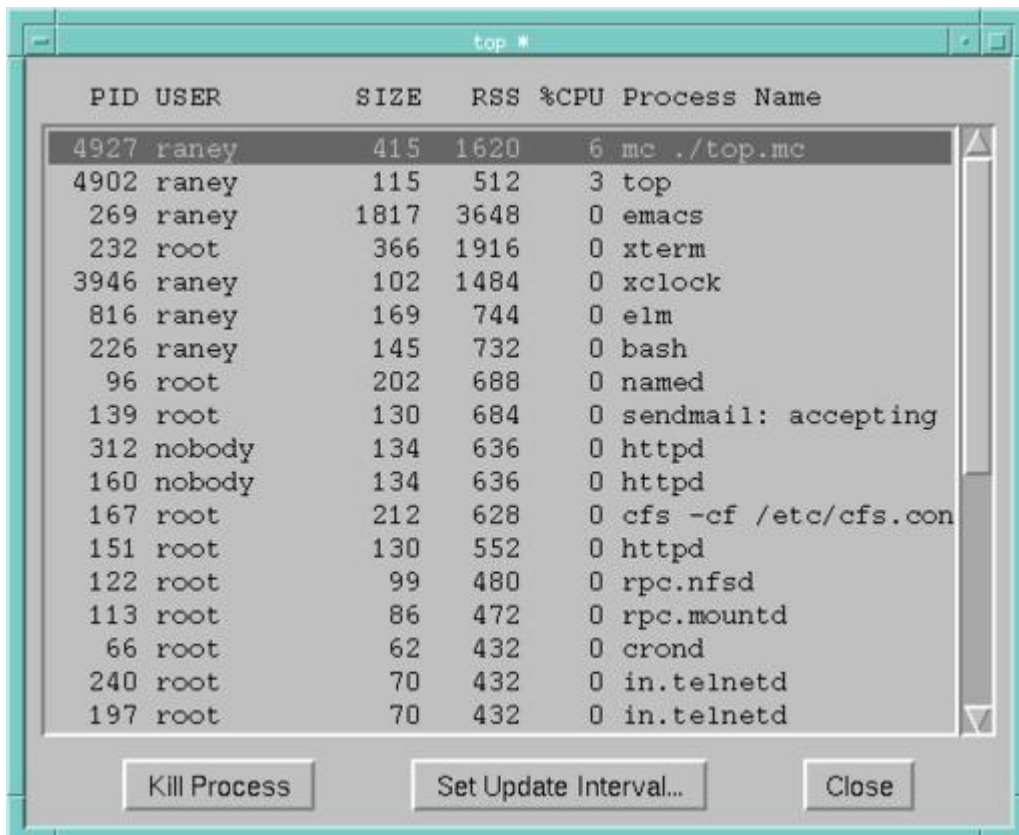 top *
PID USER SIZE RSS %CPU Process Name
4927 raney 415 1620 6 mc ./top.mc
4902 raney 115 512 3 top
269 raney 1817 3648 0 emacs
232 root 366 1916 0 xterm
3946 raney 102 1484 0 xclock
816 raney 169 744 0 elm
226 raney 145 732 0 bash
96 root 202 688 0 named
139 root 130 684 0 sendmail: accepting
312 nobody 134 636 0 httpd
160 nobody 134 636 0 httpd
167 root 212 628 0 cfs -cf /etc/cfs.con
151 root 130 552 0 httpd
122 root 99 480 0 rpc.nfsd
113 root 86 472 0 rpc.mountd
66 root 62 432 0 crond
240 root 70 432 0 in.telnetd
197 root 70 432 0 in.telnetd
Kill Process Set Update Interval... Close